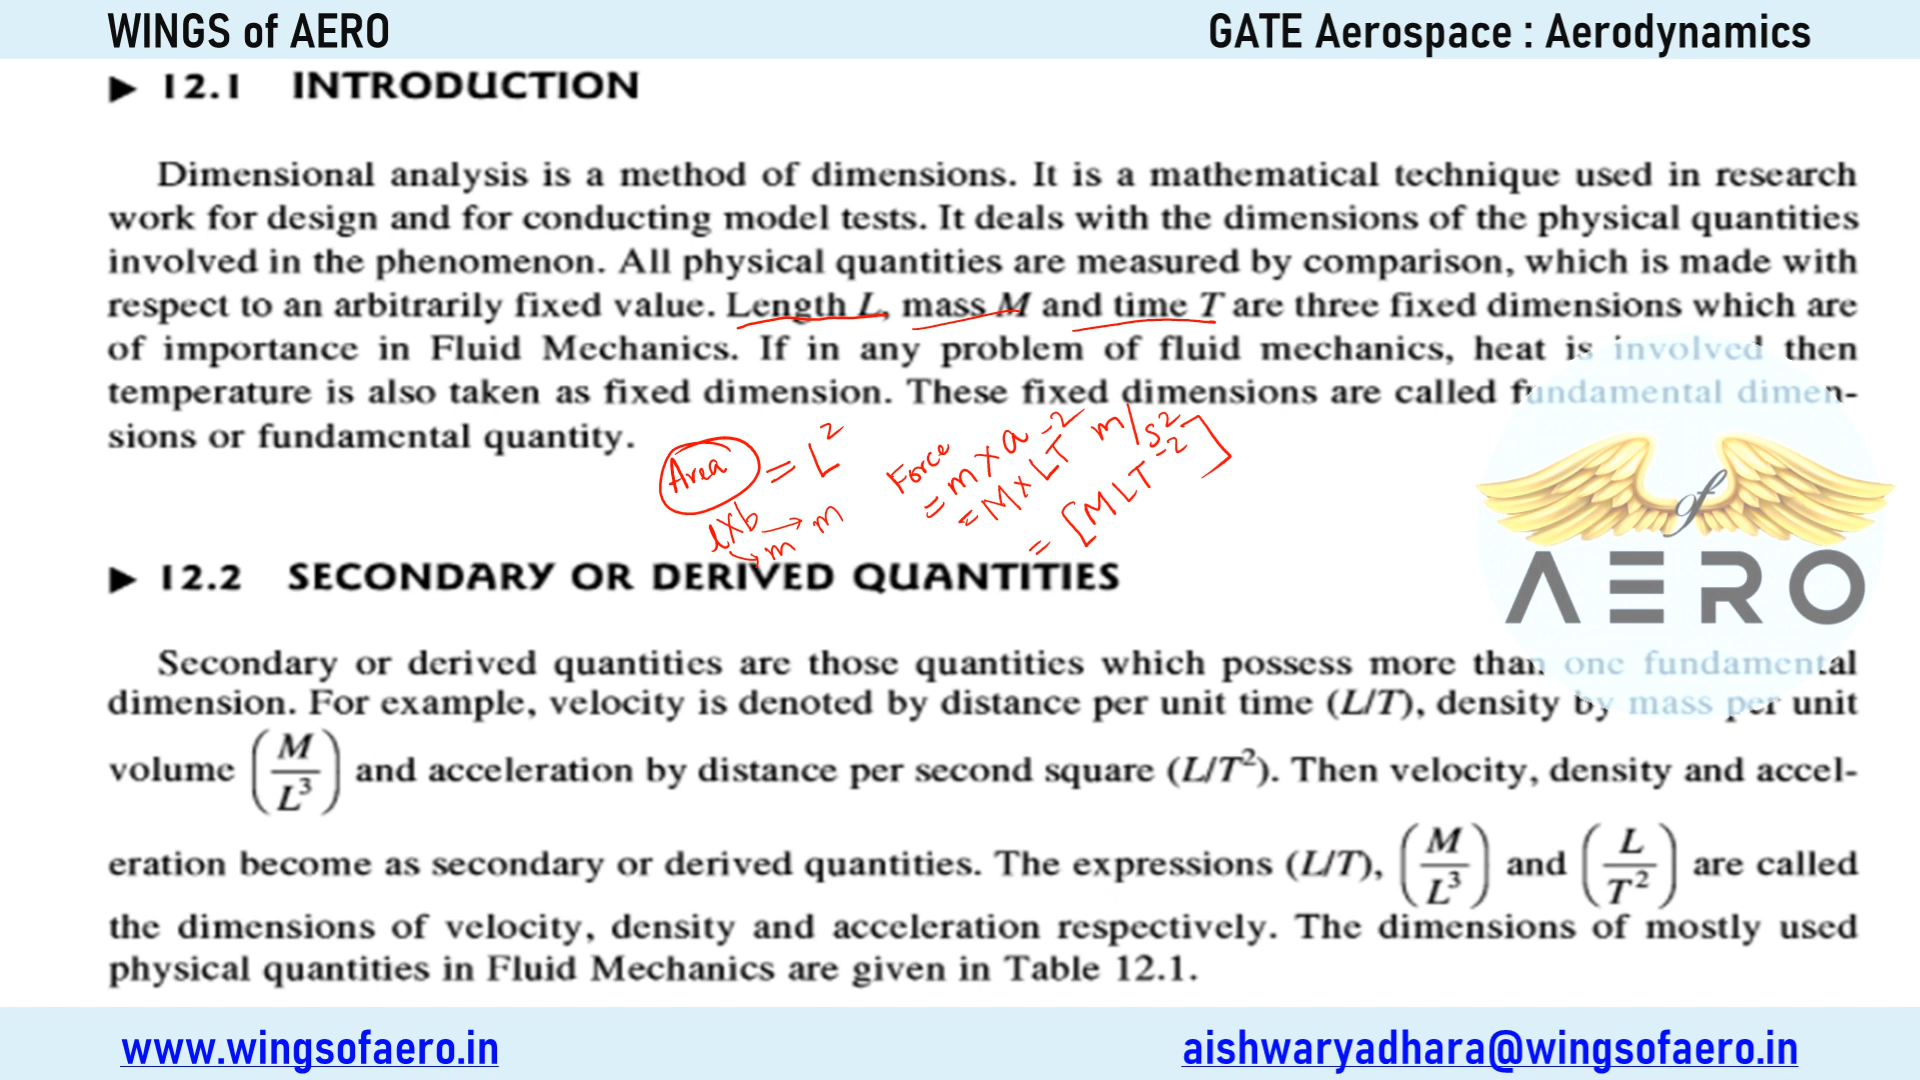 WINGS of AERO
GATE Aerospace : Aerodynamics
▶ 12.1 INTRODUCTION
Dimensional analysis is a method of dimensions. It is a mathematical technique used in research
work for design and for conducting model tests. It deals with the dimensions of the physical quantities
involved in the phenomenon. All physical quantities are measured by comparison, which is made with
respect to an arbitrarily fixed value. Length L, mass M and time T are three fixed dimensions which are
of importance in Fluid Mechanics. If in any problem of fluid mechanics, heat is involved then
temperature is also taken as fixed dimension. These fixed dimensions are called fundamental dimen-
sions or fundamental quantity.
Area = L²
l×b → m
→ m
Force
= m × a m/s²
= M × LT⁻²
= [MLT⁻²]
of
AERO
▶ 12.2 SECONDARY OR DERIVED QUANTITIES
Secondary or derived quantities are those quantities which possess more than one fundamental
dimension. For example, velocity is denoted by distance per unit time (L/T), density by mass per unit
volume (M/L³) and acceleration by distance per second square (L/T²). Then velocity, density and accel-
eration become as secondary or derived quantities. The expressions (L/T), (M/L³) and (L/T²) are called
the dimensions of velocity, density and acceleration respectively. The dimensions of mostly used
physical quantities in Fluid Mechanics are given in Table 12.1.
www.wingsofaero.in
aishwaryadhara@wingsofaero.in